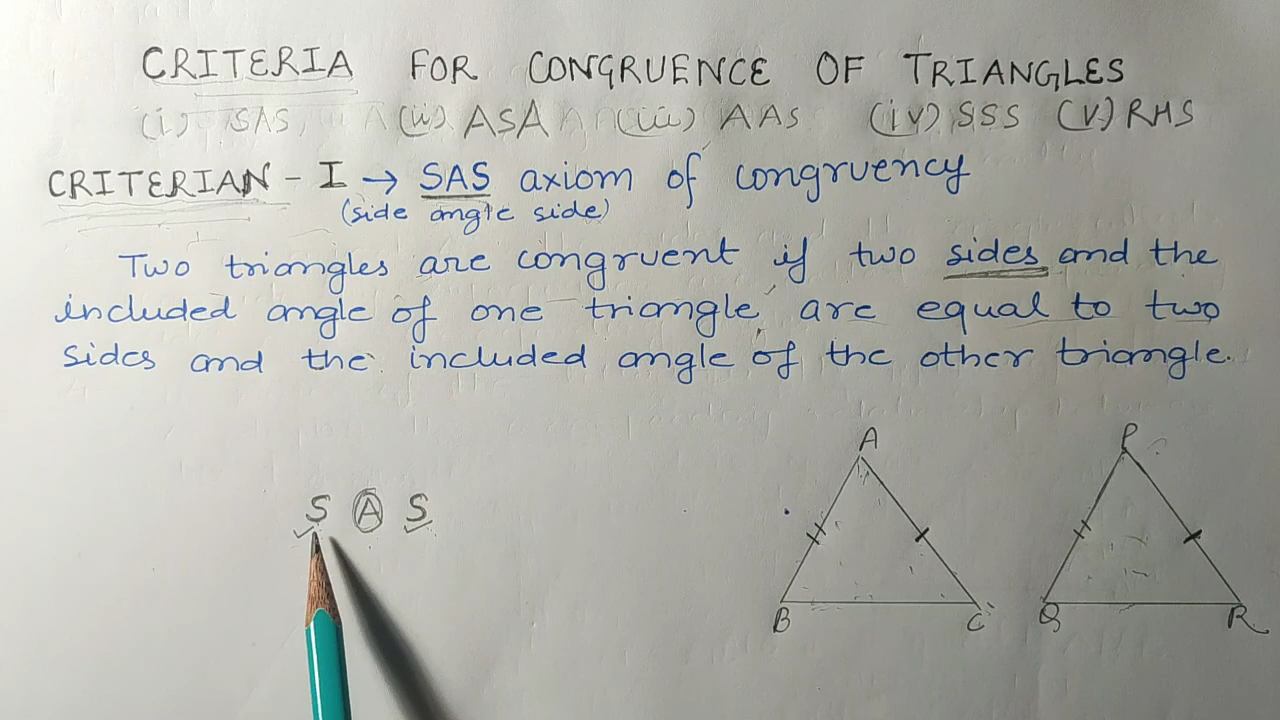 CRITERIA FOR CONGRUENCE OF TRIANGLES
(i) SAS (ii) ASA (iii) AAS (iv) SSS (v) RHS
CRITERIAN - I → SAS axiom of congruency
(side angle side)
Two triangles are congruent if two sides and the
included angle of one triangle are equal to two
sides and the included angle of the other triangle.
S A S
A
P
B
C
Q
R